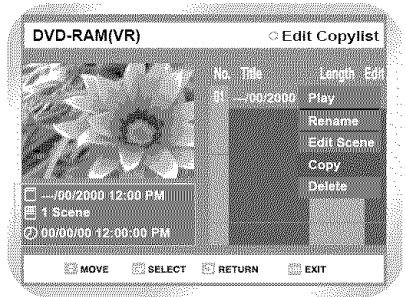 DVD-RAM(VR) Edit Copylist
No. Title Length Edit
01 ---/00/2000 Play
Rename
Edit Scene
Copy
Delete
---/00/2000 12:00 PM
1 Scene
00/00/00 12:00:00 PM
MOVE SELECT RETURN EXIT